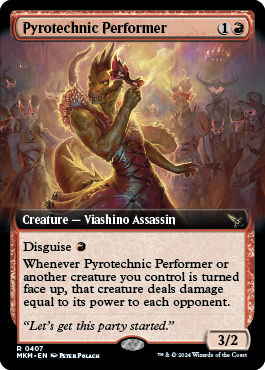 Pyrotechnic Performer 1
Creature — Viashino Assassin
Disguise
Whenever Pyrotechnic Performer or
another creature you control is turned
face up, that creature deals damage
equal to its power to each opponent.
“Let’s get this party started.”
3/2
R 0407
MKM • EN Peter Polach
™ & © 2024 Wizards of the Coast